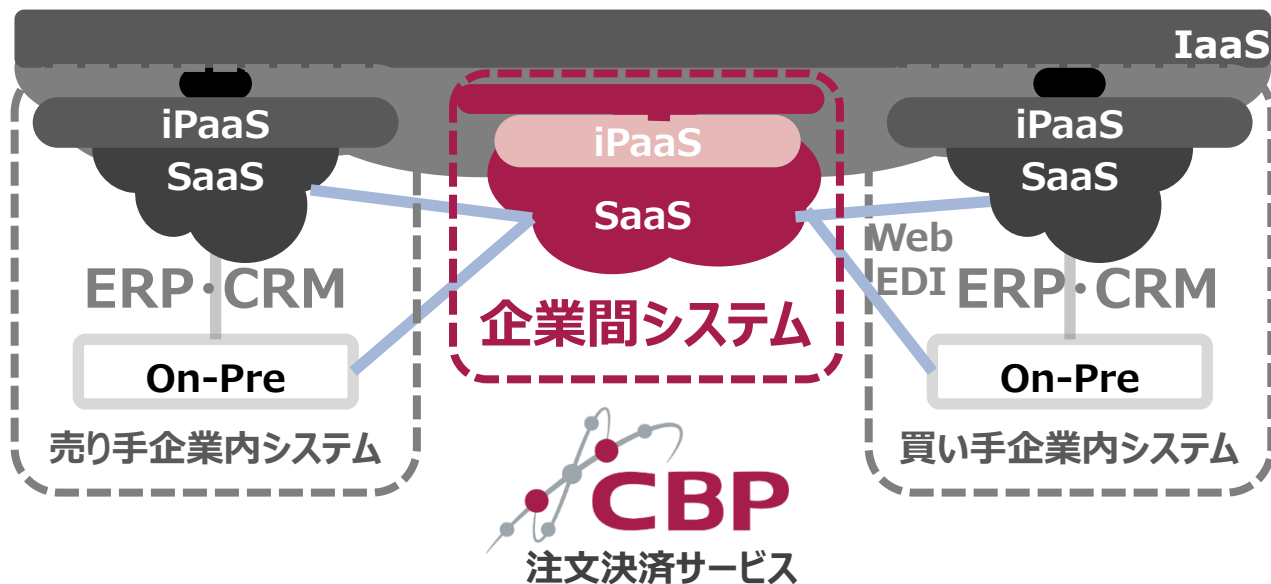 IaaS
iPaaS
SaaS
ERP・CRM
On-Pre
売り手企業内システム
iPaaS
SaaS
企業間システム
Web
EDI
iPaaS
SaaS
ERP・CRM
On-Pre
買い手企業内システム
CBP
注文決済サービス